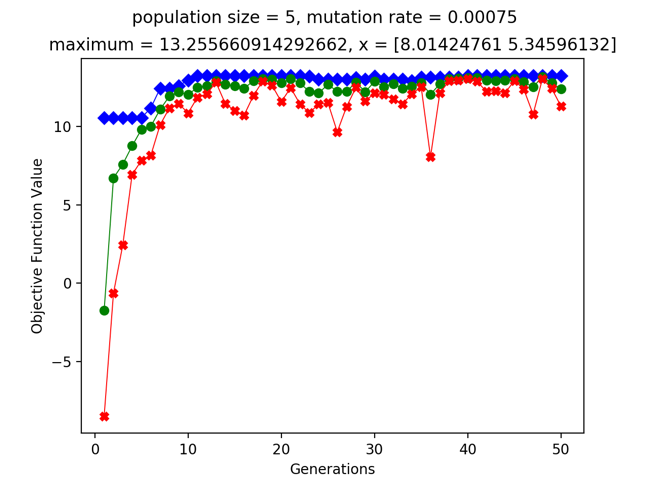 population size = 5, mutation rate = 0.00075
maximum = 13.255660914292662, x = [8.01424761 5.34596132]
10
5
0
−5
Objective Function Value
0
10
20
30
40
50
Generations